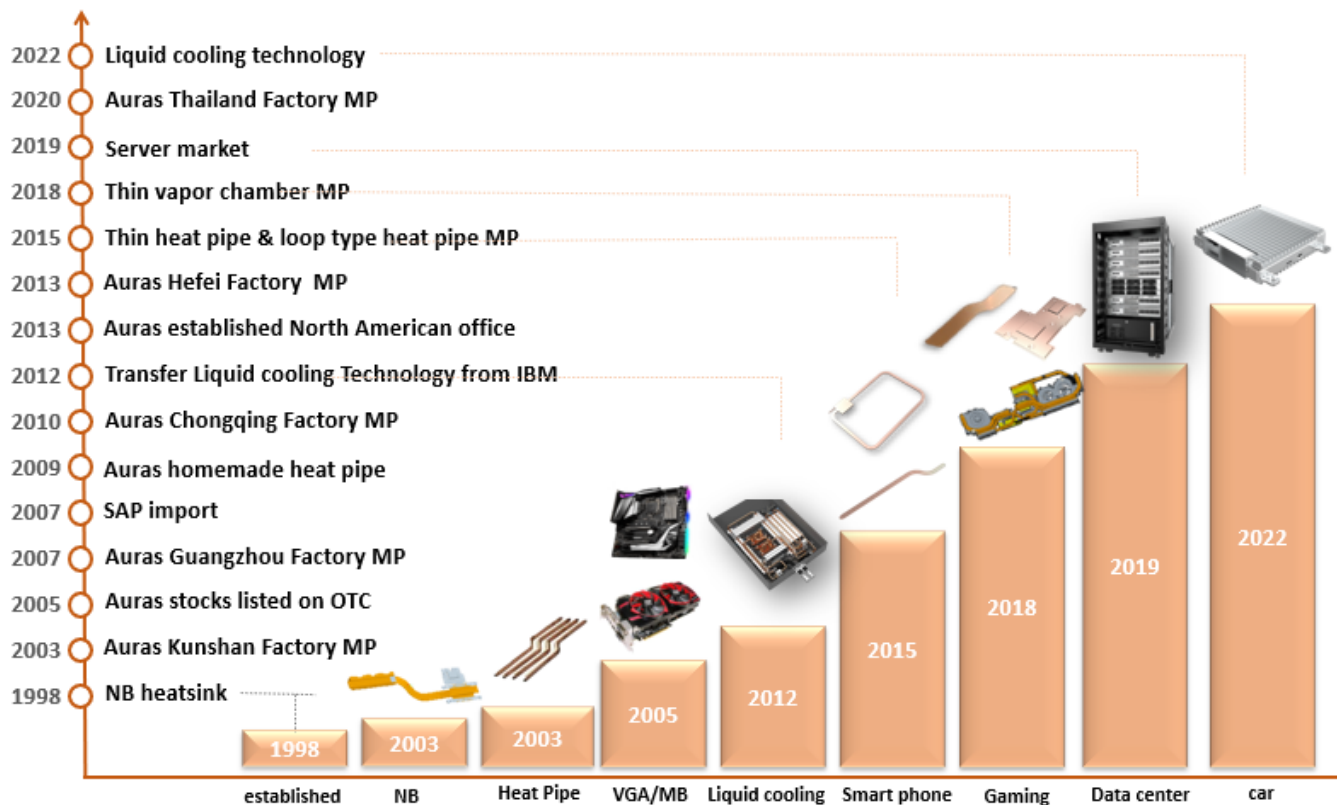 2022 Liquid cooling technology
2020 Auras Thailand Factory MP
2019 Server market
2018 Thin vapor chamber MP
2015 Thin heat pipe & loop type heat pipe MP
2013 Auras Hefei Factory MP
2013 Auras established North American office
2012 Transfer Liquid cooling Technology from IBM
2010 Auras Chongqing Factory MP
2009 Auras homemade heat pipe
2007 SAP import
2007 Auras Guangzhou Factory MP
2005 Auras stocks listed on OTC
2003 Auras Kunshan Factory MP
1998 NB heatsink
1998 2003 2003 2005 2012 2015 2018 2019 2022
established NB Heat Pipe VGA/MB Liquid cooling Smart phone Gaming Data center car